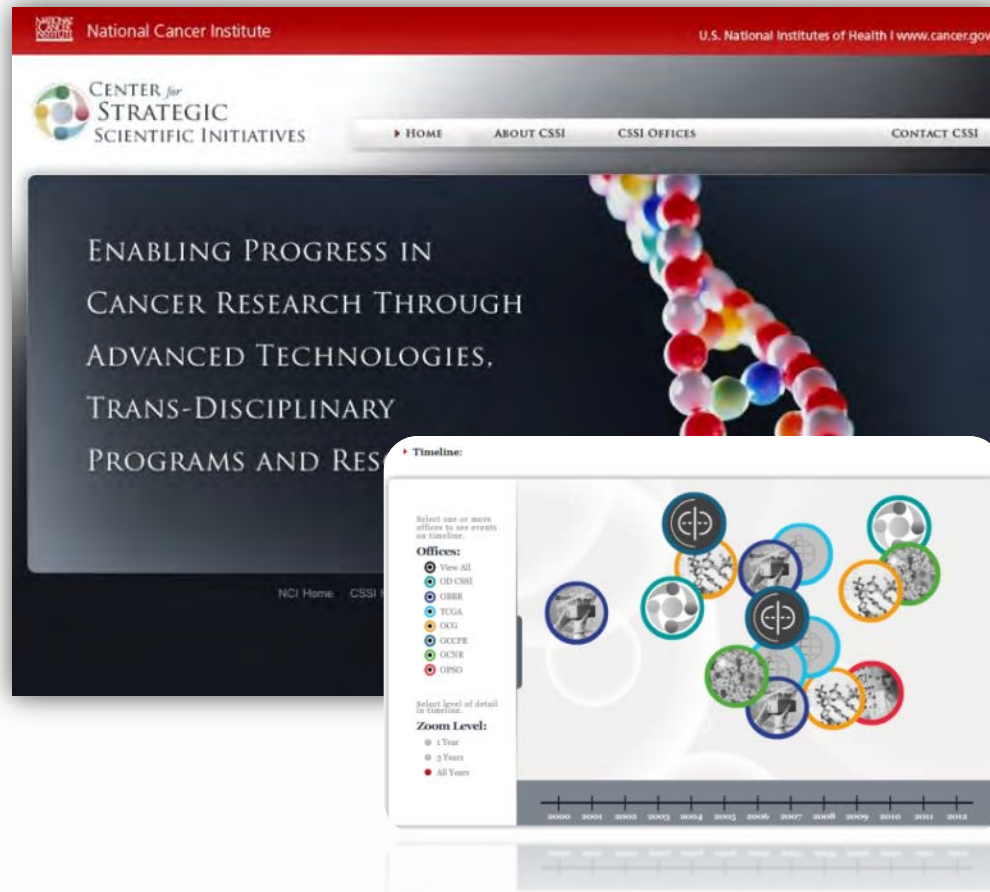 NATIONAL CANCER INSTITUTE
National Cancer Institute
U.S. National Institutes of Health | www.cancer.gov
CENTER for
STRATEGIC
SCIENTIFIC INITIATIVES
HOME ABOUT CSSI CSSI OFFICES CONTACT CSSI
ENABLING PROGRESS IN
CANCER RESEARCH THROUGH
ADVANCED TECHNOLOGIES,
TRANS-DISCIPLINARY
PROGRAMS AND RES
NCI Home CSSI
Timeline:
Select one or more
offices to see events
on timeline.
Offices:
View All
OD CSSI
OBBR
TCGA
OCG
OCCPR
OCNR
OPSO
Select level of detail
in timeline.
Zoom Level:
1 Year
3 Years
All Years
2000 2001 2002 2003 2004 2005 2006 2007 2008 2009 2010 2011 2012